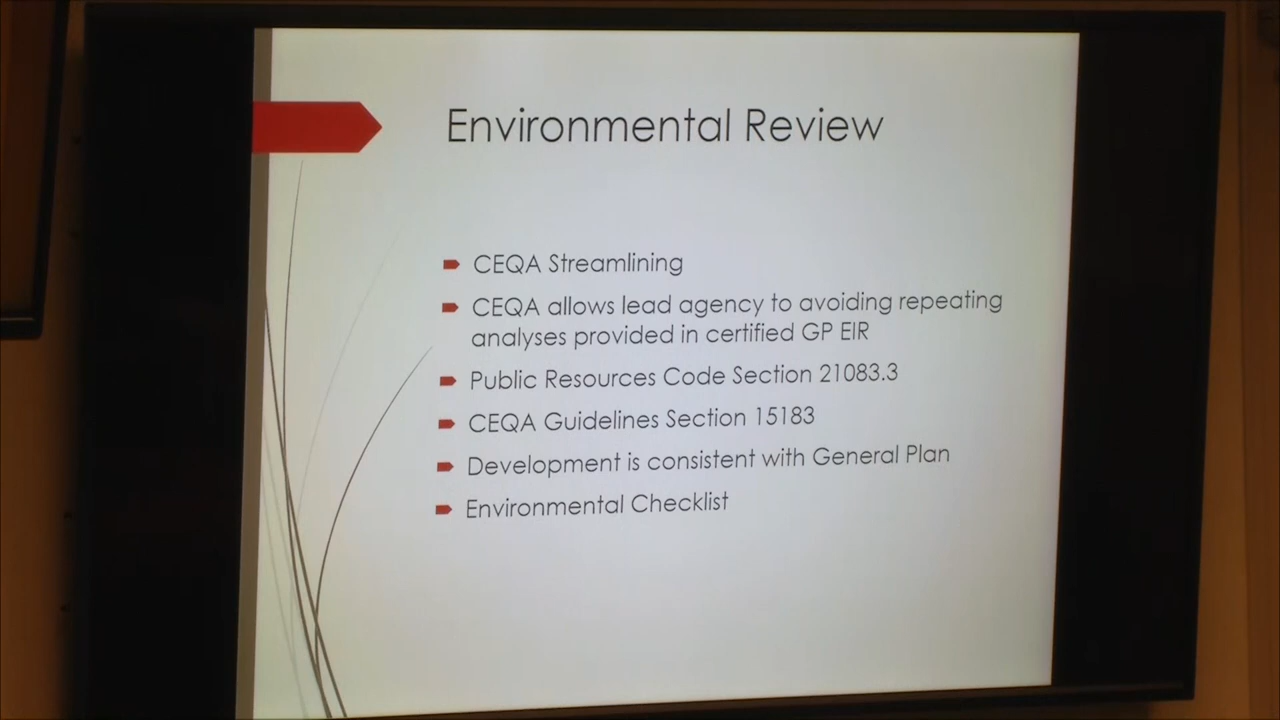 Environmental Review
CEQA Streamlining
CEQA allows lead agency to avoiding repeating
analyses provided in certified GP EIR
Public Resources Code Section 21083.3
CEQA Guidelines Section 15183
Development is consistent with General Plan
Environmental Checklist